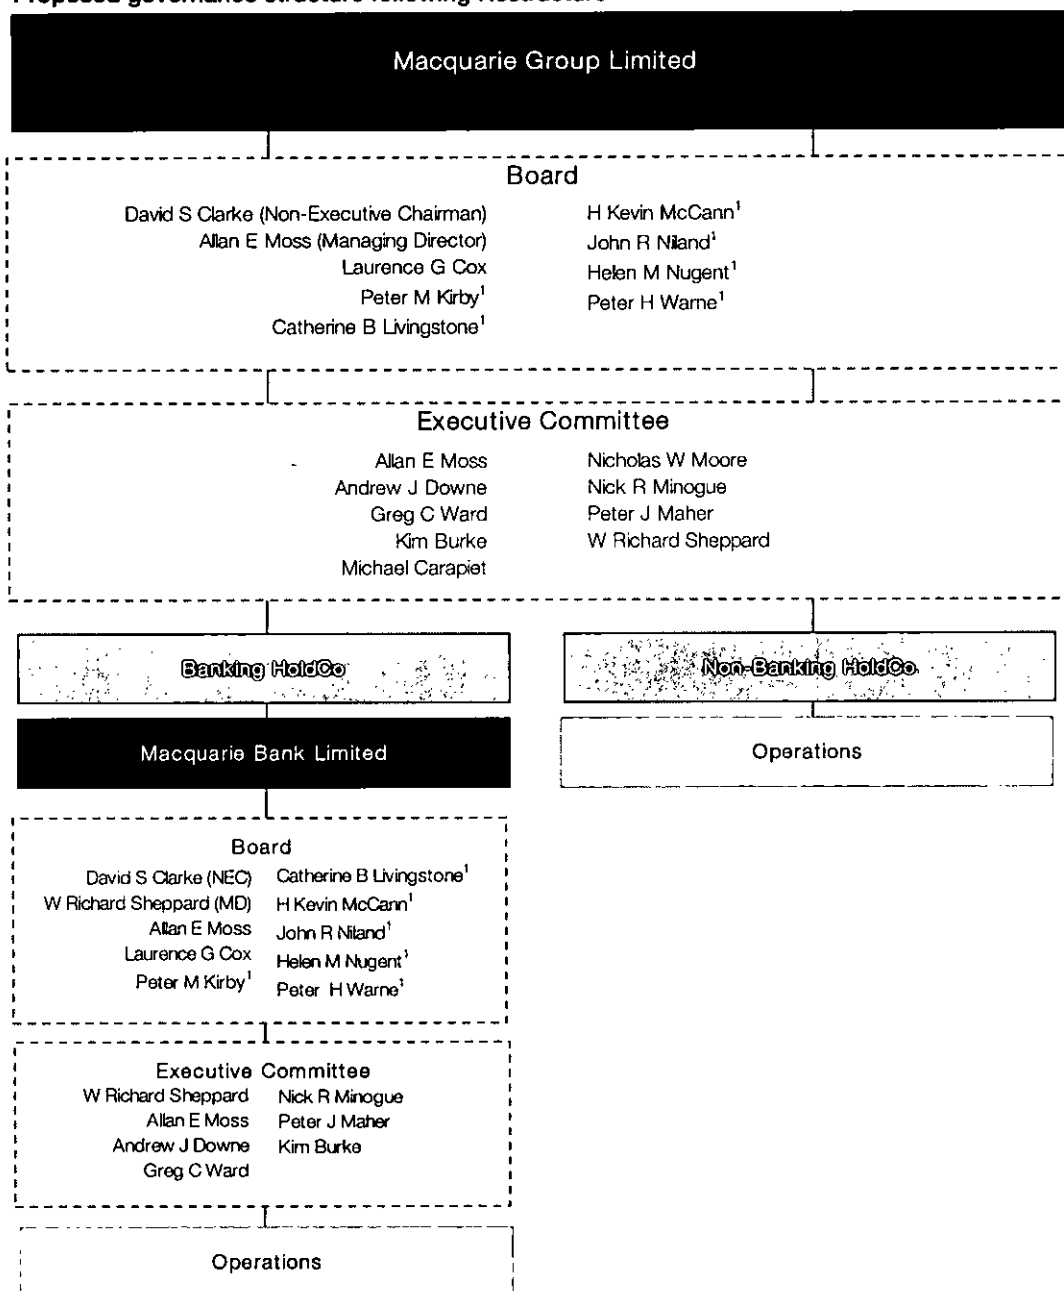 Proposed governance structure following Restructure
Macquarie Group Limited
Board
David S Clarke (Non-Executive Chairman)
Allan E Moss (Managing Director)
Laurence G Cox
Peter M Kirby¹
Catherine B Livingstone¹
H Kevin McCann¹
John R Niland¹
Helen M Nugent¹
Peter H Warne¹
Executive Committee
Allan E Moss
Andrew J Downe
Greg C Ward
Kim Burke
Michael Carapiet
Nicholas W Moore
Nick R Minogue
Peter J Maher
W Richard Sheppard
Banking HoldCo
Non-Banking HoldCo
Macquarie Bank Limited
Operations
Board
David S Clarke (NEC)
W Richard Sheppard (MD)
Allan E Moss
Laurence G Cox
Peter M Kirby¹
Catherine B Livingstone¹
H Kevin McCann¹
John R Niland¹
Helen M Nugent¹
Peter H Warne¹
Executive Committee
W Richard Sheppard
Allan E Moss
Andrew J Downe
Greg C Ward
Nick R Minogue
Peter J Maher
Kim Burke
Operations